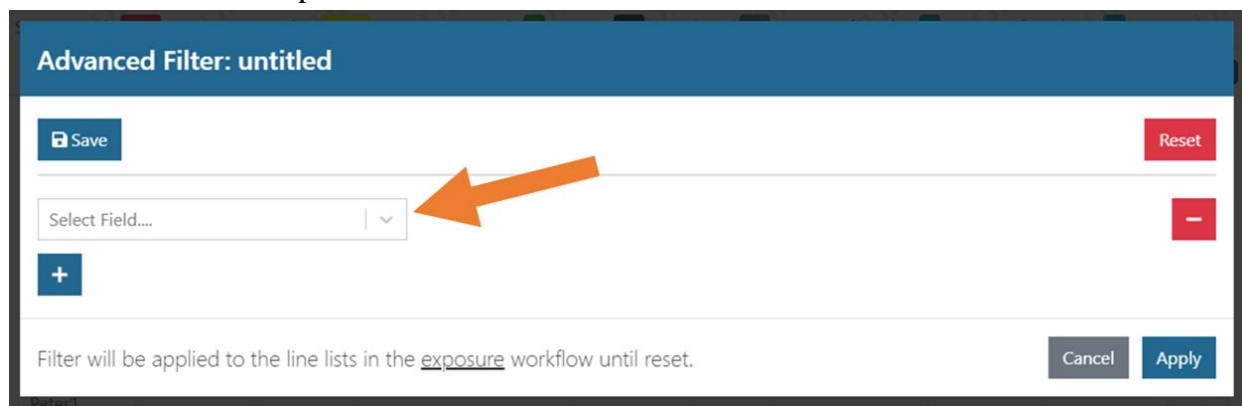 Advanced Filter: untitled
Save
Reset
Select Field....
Filter will be applied to the line lists in the exposure workflow until reset.
Cancel
Apply
Peter1